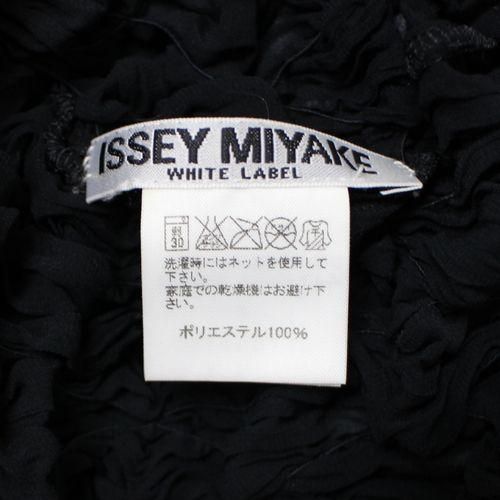 ISSEY MIYAKE
WHITE LABEL
弱
30
洗濯時にはネットを使用して
下さい。
家庭での乾燥機はお避け下
さい。
ポリエステル100%